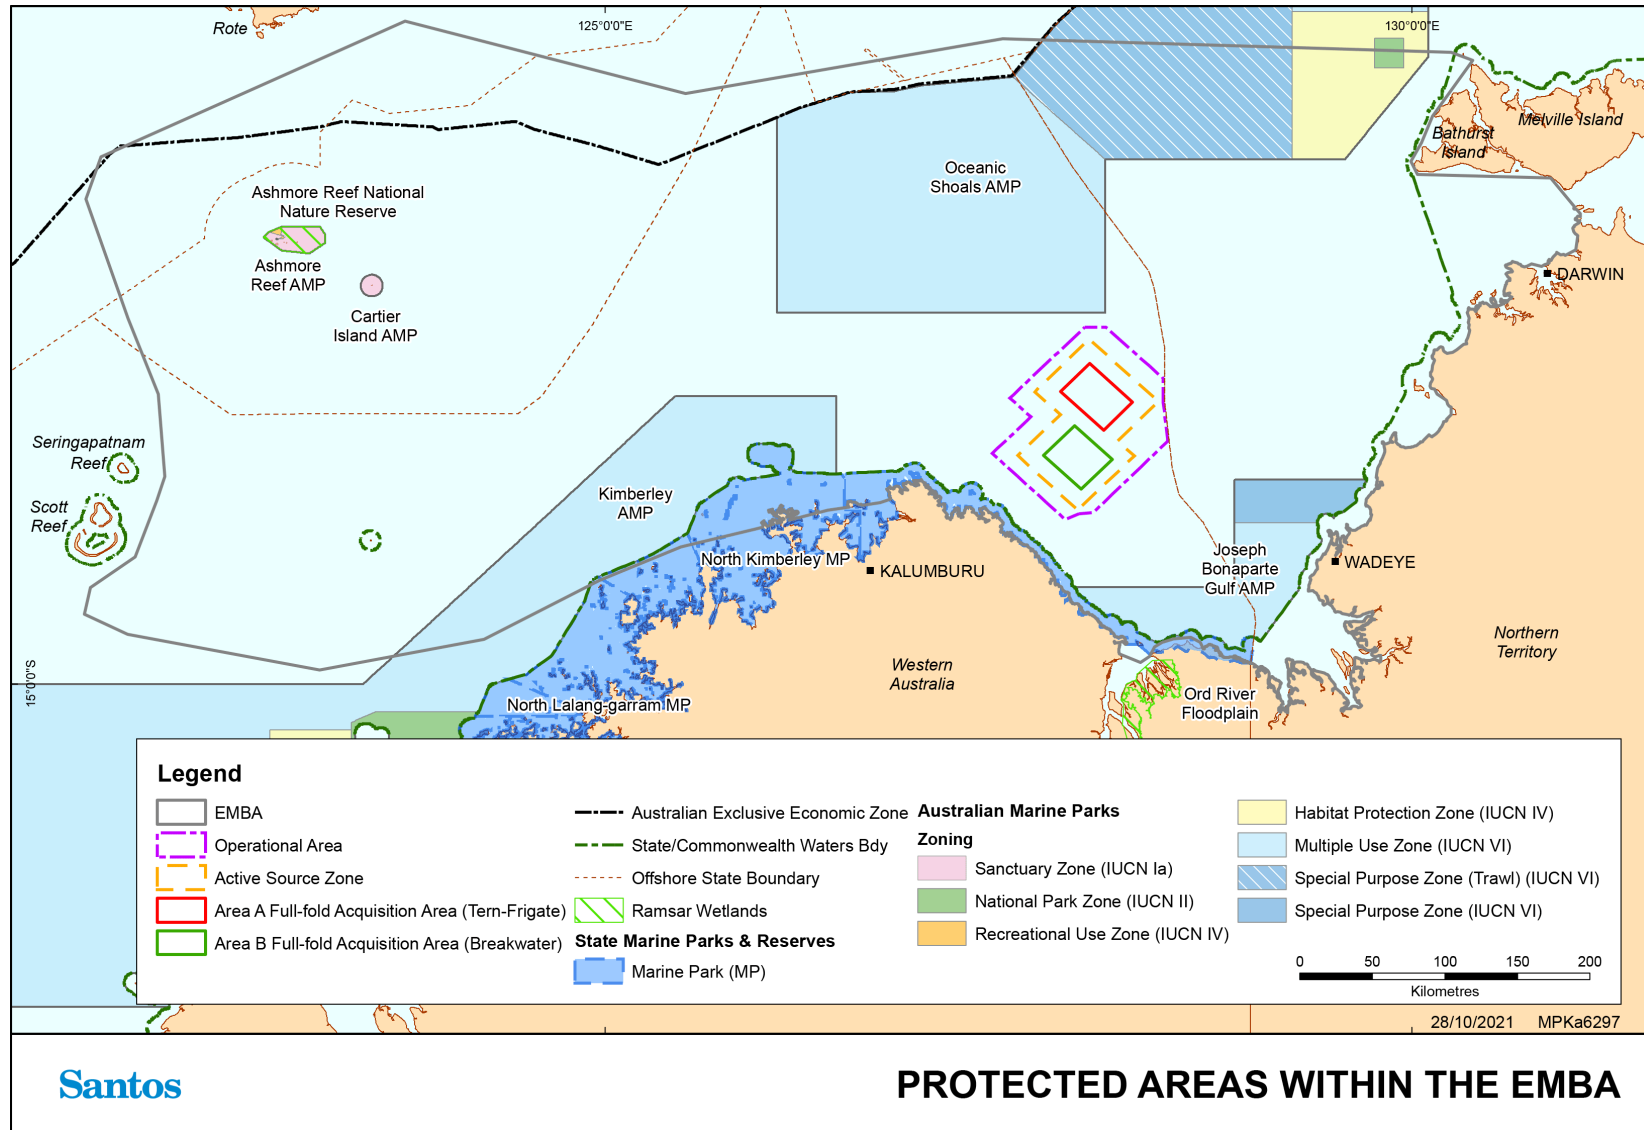 Rote
125°0'0"E
130°0'0"E
Melville Island
Bathurst
Island
Oceanic
Shoals AMP
Ashmore Reef National
Nature Reserve
Ashmore
Reef AMP
DARWIN
Cartier
Island AMP
Seringapatnam
Reef
Scott
Reef
Kimberley
AMP
North Kimberley MP
KALUMBURU
Joseph
Bonaparte
Gulf AMP
WADEYE
Northern
Territory
Western
Australia
15°0'0"S
North Lalang-garram MP
Ord River
Floodplain
Legend
EMBA
Operational Area
Active Source Zone
Area A Full-fold Acquisition Area (Tern-Frigate)
Area B Full-fold Acquisition Area (Breakwater)
Australian Exclusive Economic Zone
State/Commonwealth Waters Bdy
Offshore State Boundary
Ramsar Wetlands
State Marine Parks & Reserves
Marine Park (MP)
Australian Marine Parks
Zoning
Sanctuary Zone (IUCN Ia)
National Park Zone (IUCN II)
Recreational Use Zone (IUCN IV)
Habitat Protection Zone (IUCN IV)
Multiple Use Zone (IUCN VI)
Special Purpose Zone (Trawl) (IUCN VI)
Special Purpose Zone (IUCN VI)
0 50 100 150 200
Kilometres
28/10/2021 MPKa6297
Santos
PROTECTED AREAS WITHIN THE EMBA